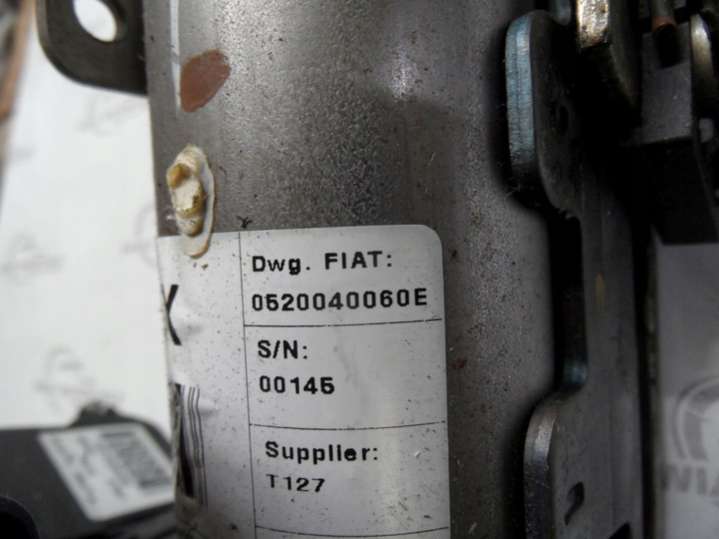 Dwg. FIAT:
0520040060E
X
S/N:
00145
Supplier:
T127